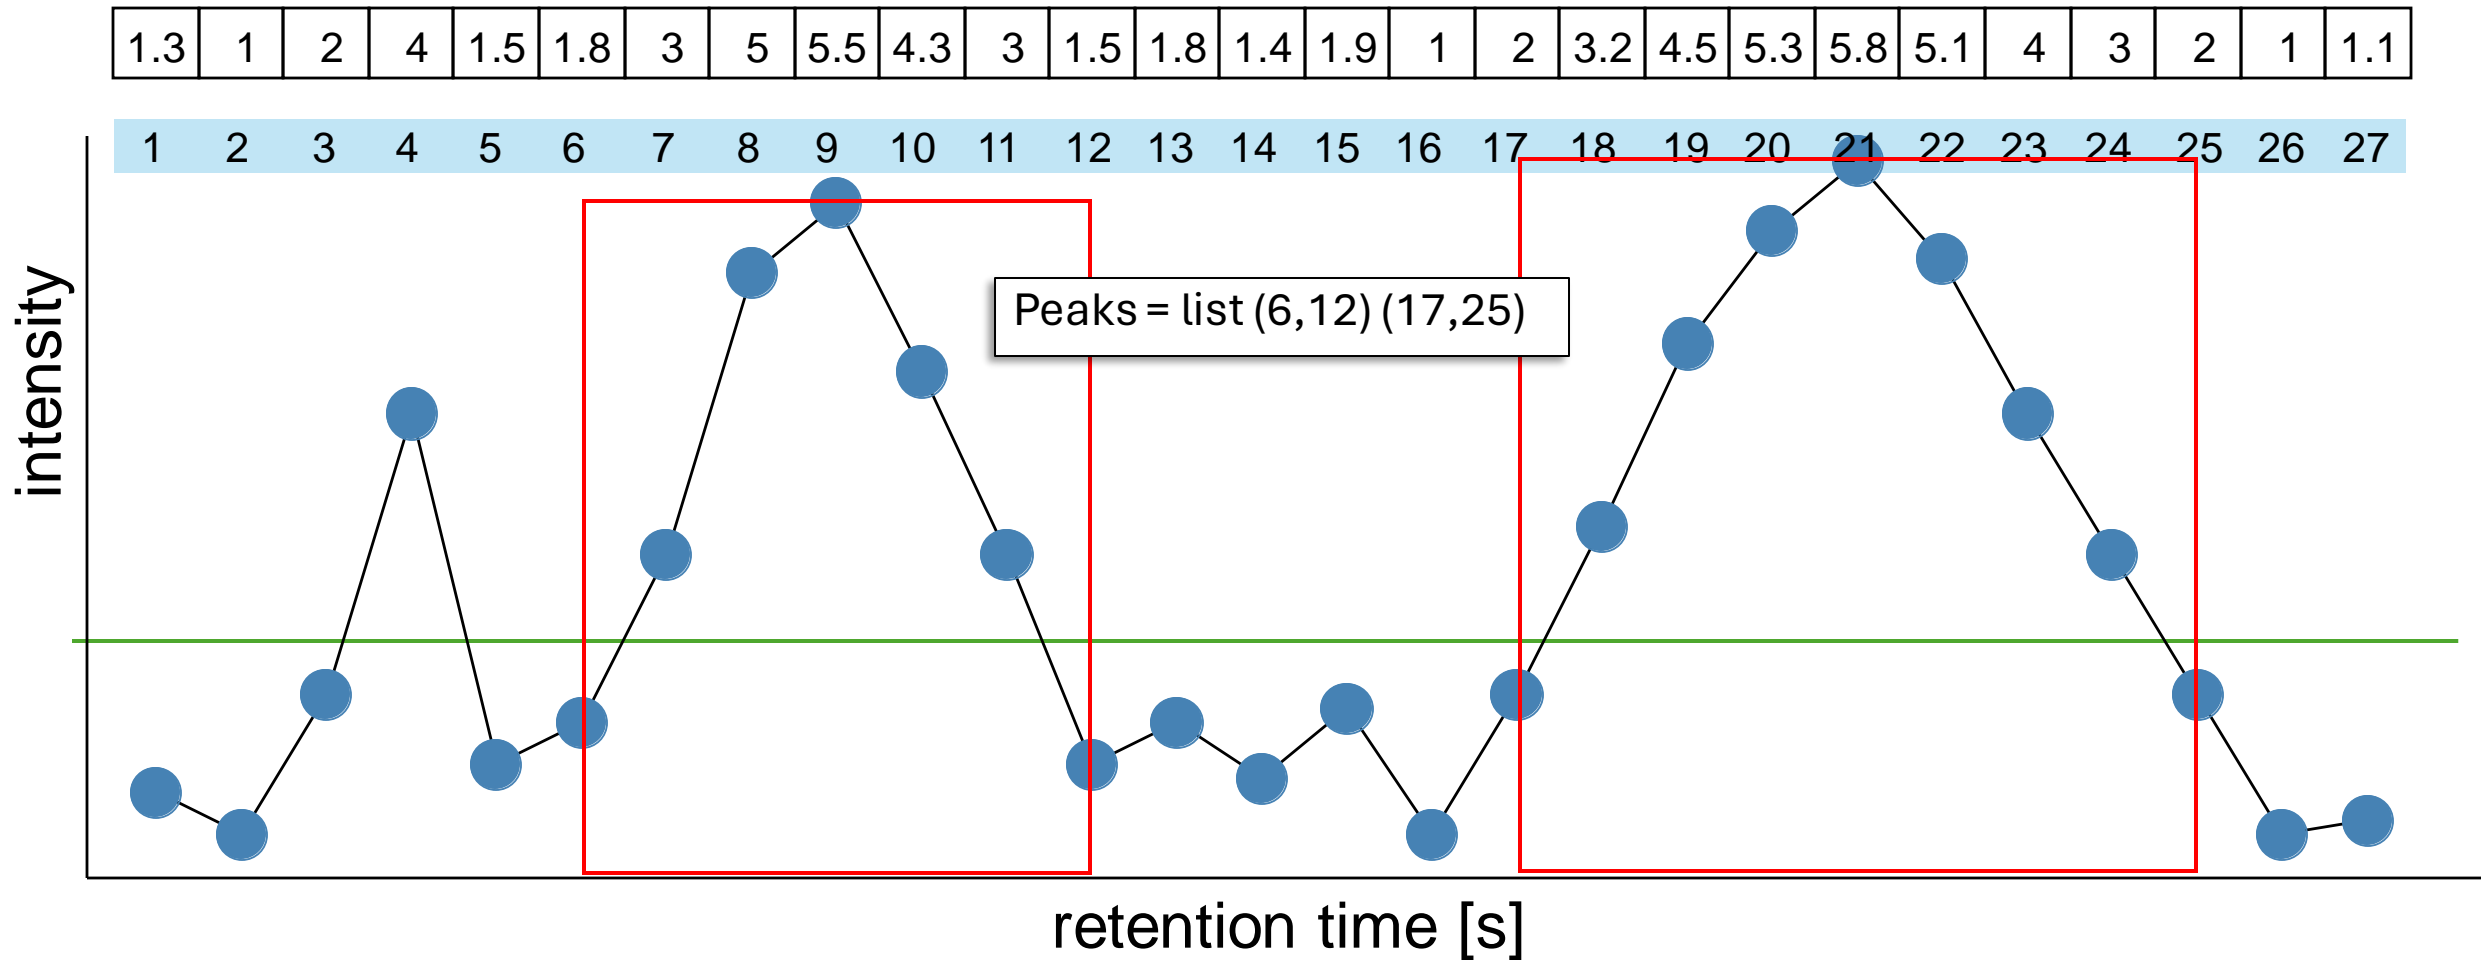 1.3 1 2 4 1.5 1.8 3 5 5.5 4.3 3 1.5 1.8 1.4 1.9 1 2 3.2 4.5 5.3 5.8 5.1 4 3 2 1 1.1
1 2 3 4 5 6 7 8 9 10 11 12 13 14 15 16 17 18 19 20 21 22 23 24 25 26 27
intensity
Peaks = list (6,12) (17,25)
retention time [s]